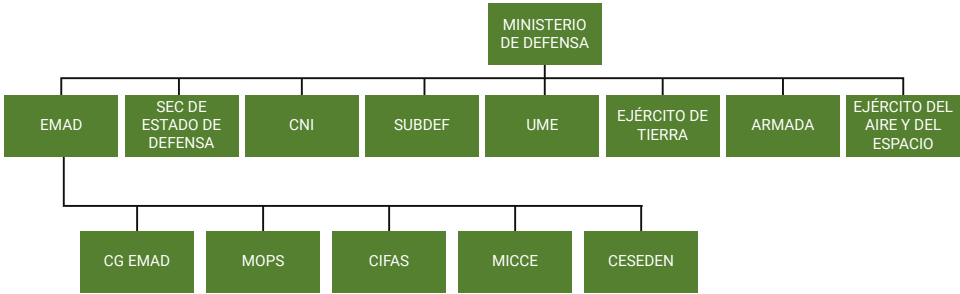 MINISTERIO
DE DEFENSA
EMAD
SEC DE
ESTADO DE
DEFENSA
CNI
SUBDEF
UME
EJÉRCITO DE
TIERRA
ARMADA
EJÉRCITO DEL
AIRE Y DEL
ESPACIO
CG EMAD
MOPS
CIFAS
MICCE
CESEDEN